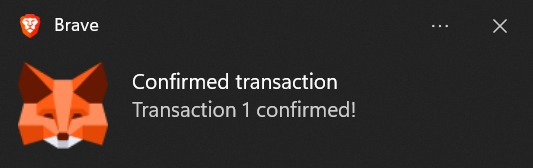 Brave
Confirmed transaction
Transaction 1 confirmed!